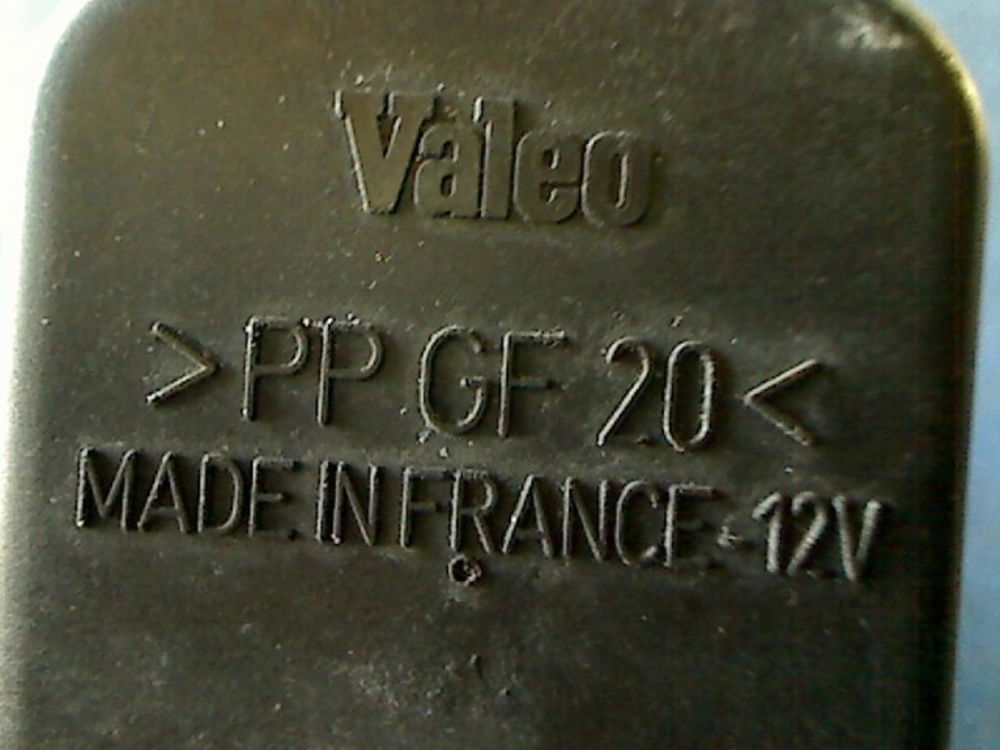 Valeo
>PP GF 20<
MADE IN FRANCE - 12V